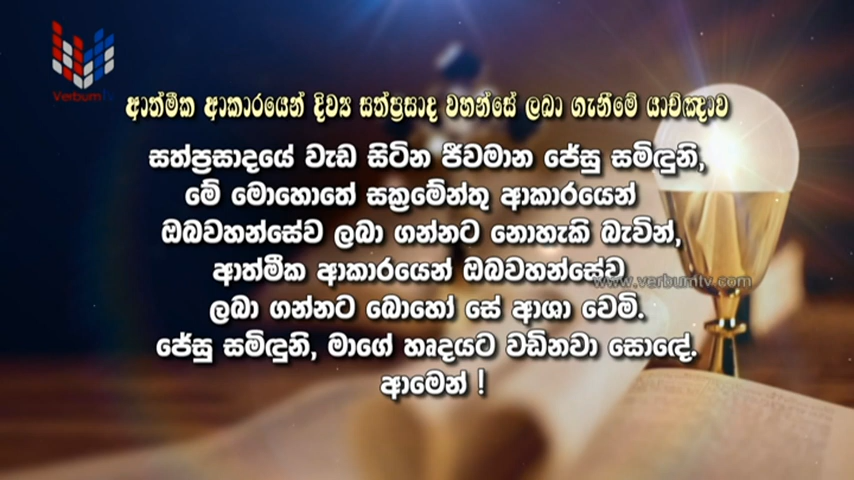 Verbum Tv
ආත්මික ආකාරයෙන් දිව්‍ය සත්ප්‍රසාද වහන්සේ ලබා ගැනීමේ යාච්ඤාව
සත්ප්‍රසාදයේ වැඩ සිටින ජීවමාන ජේසු සමිඳුනි,
මේ මොහොතේ සක්‍රමේන්තු ආකාරයෙන්
ඔබවහන්සේව ලබා ගන්නට නොහැකි බැවින්,
ආත්මීක ආකාරයෙන් ඔබවහන්සේව
www.verbumtv.com
ලබා ගන්නට බොහෝ සේ ආශා වෙමි.
ජේසු සමිඳුනි, මාගේ හෘදයට වඩිනවා සොඳේ.
ආමෙන් !